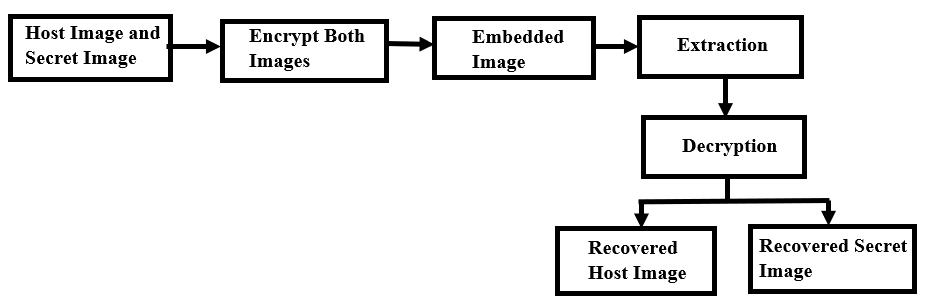 Host Image and
Secret Image
Encrypt Both
Images
Embedded
Image
Extraction
Decryption
Recovered
Host Image
Recovered Secret
Image